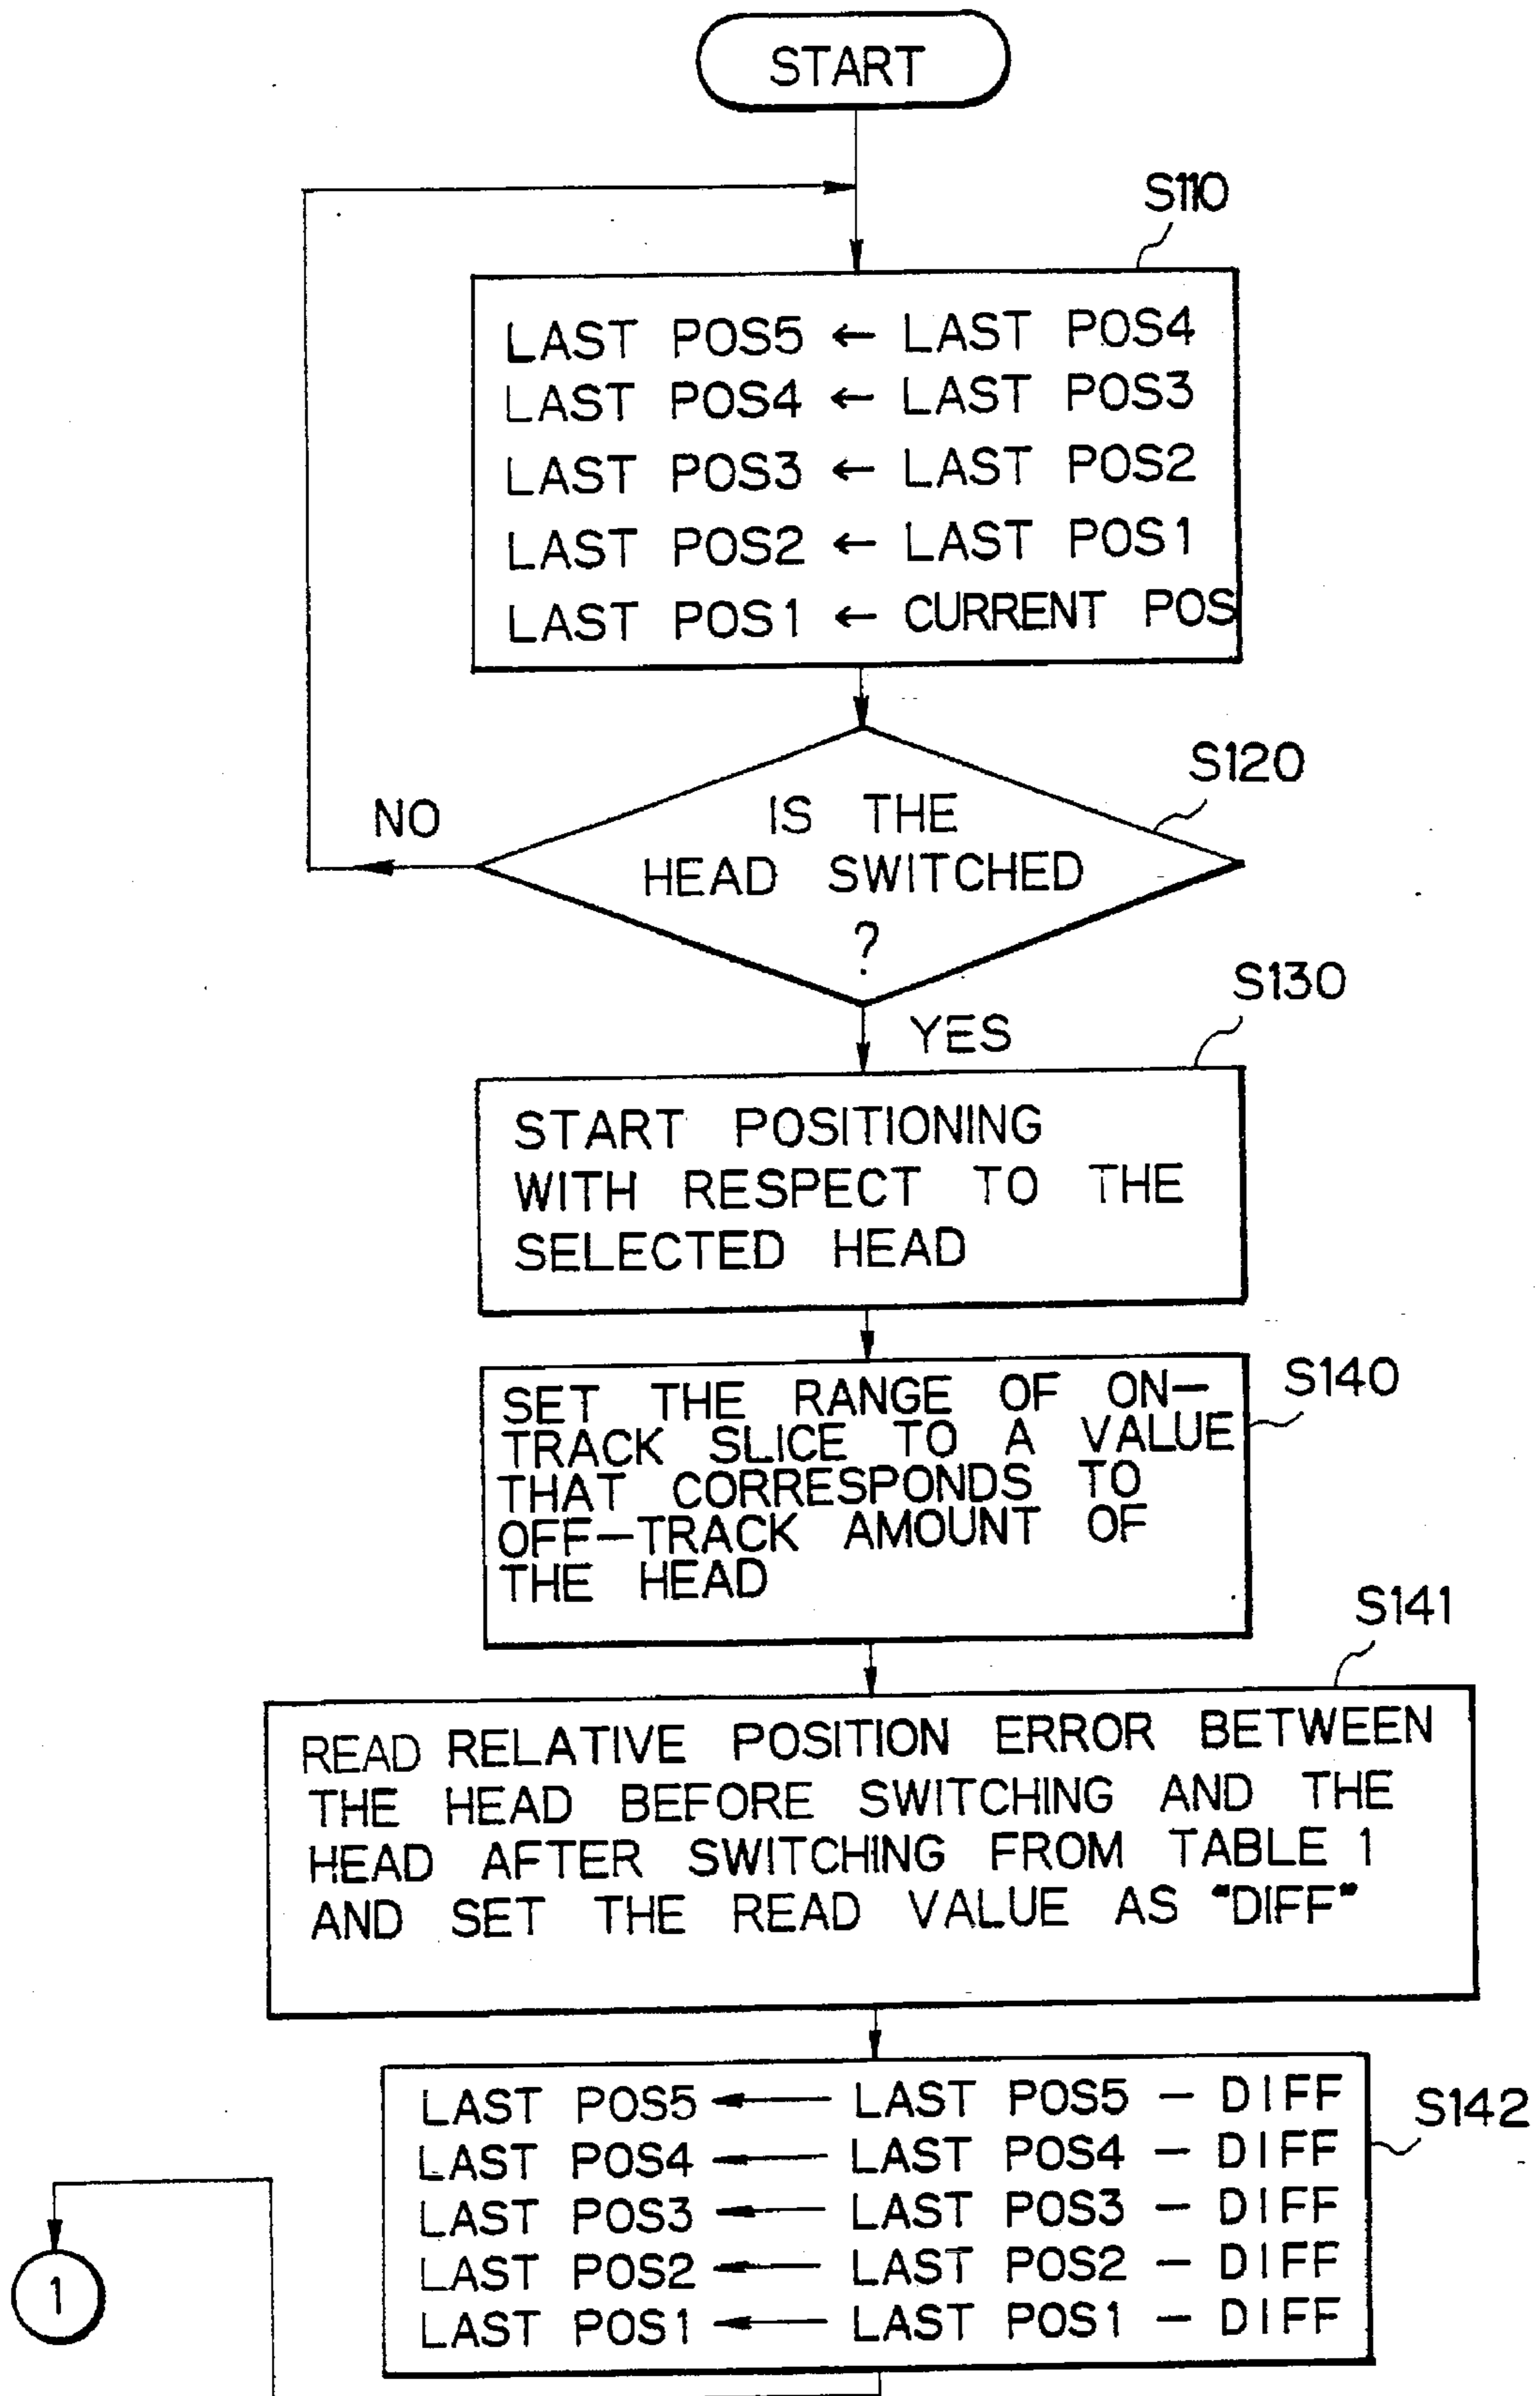 START
S110
LAST POS5 ← LAST POS4
LAST POS4 ← LAST POS3
LAST POS3 ← LAST POS2
LAST POS2 ← LAST POS1
LAST POS1 ← CURRENT POS
S120
NO
IS THE
HEAD SWITCHED
?
YES
S130
START POSITIONING
WITH RESPECT TO THE
SELECTED HEAD
S140
SET THE RANGE OF ON-
TRACK SLICE TO A VALUE
THAT CORRESPONDS TO
OFF-TRACK AMOUNT OF
THE HEAD
S141
READ RELATIVE POSITION ERROR BETWEEN
THE HEAD BEFORE SWITCHING AND THE
HEAD AFTER SWITCHING FROM TABLE 1
AND SET THE READ VALUE AS "DIFF"
S142
LAST POS5 ← LAST POS5 - DIFF
LAST POS4 ← LAST POS4 - DIFF
LAST POS3 ← LAST POS3 - DIFF
LAST POS2 ← LAST POS2 - DIFF
LAST POS1 ← LAST POS1 - DIFF
1